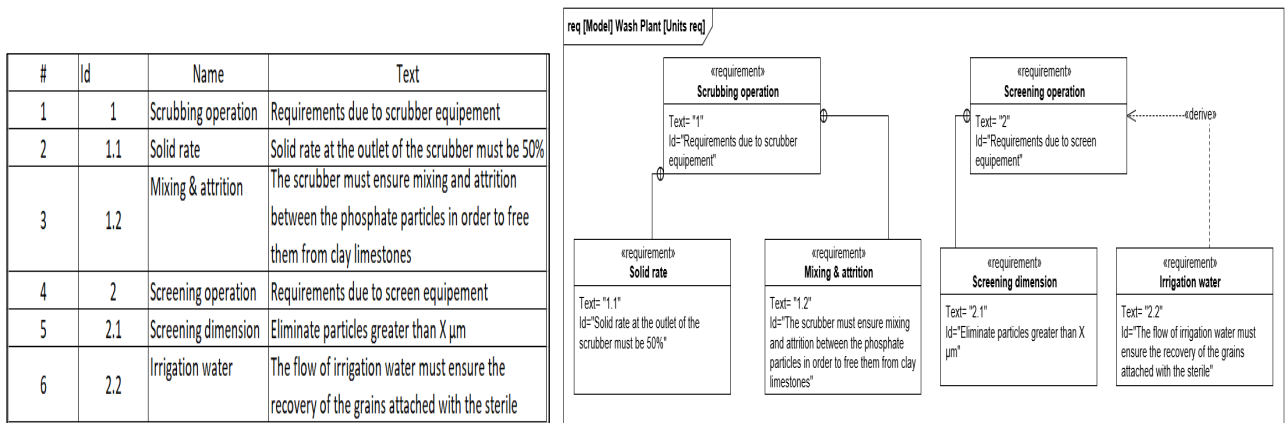 # Id Name Text
1 1 Scrubbing operation Requirements due to scrubber equipement
2 1.1 Solid rate Solid rate at the outlet of the scrubber must be 50%
3 1.2 Mixing & attrition The scrubber must ensure mixing and attrition
between the phosphate particles in order to free
them from clay limestones
4 2 Screening operation Requirements due to screen equipement
5 2.1 Screening dimension Eliminate particles greater than X µm
6 2.2 Irrigation water The flow of irrigation water must ensure the
recovery of the grains attached with the sterile
req [Model] Wash Plant [Units req]
«requirement»
Scrubbing operation
Text= "1"
Id="Requirements due to scrubber
equipement"
«requirement»
Screening operation
Text= "2"
Id="Requirements due to screen
equipement"
«derive»
«requirement»
Solid rate
Text= "1.1"
Id="Solid rate at the outlet of the
scrubber must be 50%"
«requirement»
Mixing & attrition
Text= "1.2"
Id="The scrubber must ensure mixing
and attrition between the phosphate
particles in order to free them from clay
limestones"
«requirement»
Screening dimension
Text= "2.1"
Id="Eliminate particles greater than X
µm"
«requirement»
Irrigation water
Text= "2.2"
Id="The flow of irrigation water must
ensure the recovery of the grains
attached with the sterile"